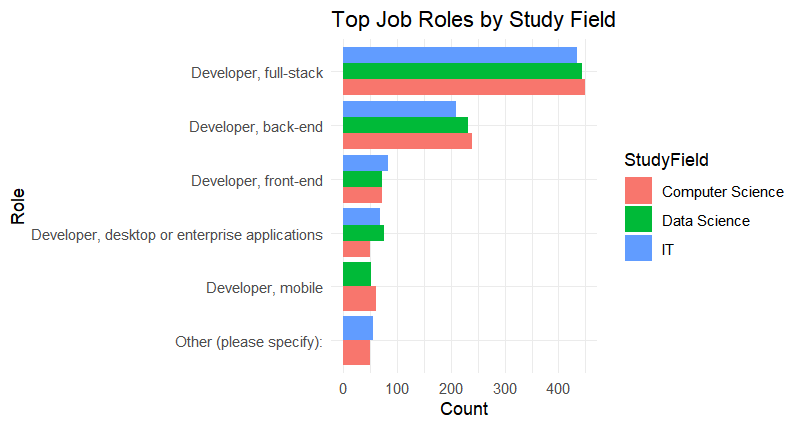 Top Job Roles by Study Field
Role
Developer, full-stack
Developer, back-end
Developer, front-end
Developer, desktop or enterprise applications
Developer, mobile
Other (please specify):
0 100 200 300 400
Count
StudyField
Computer Science
Data Science
IT